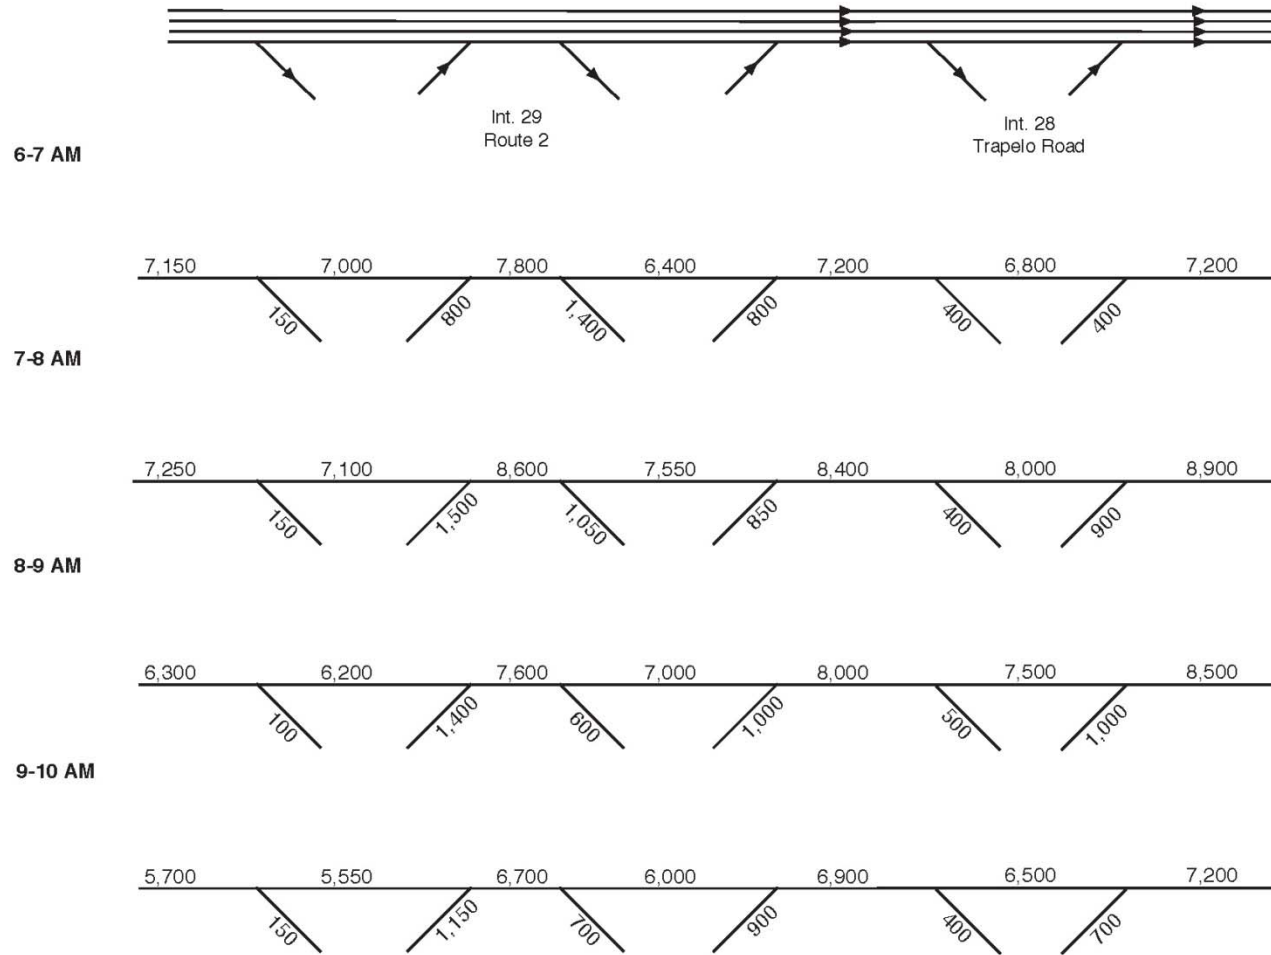 Int. 29
Route 2
Int. 28
Trapelo Road
6-7 AM
7,150 7,000 7,800 6,400 7,200 6,800 7,200
150 800 1,400 800 400 400
7-8 AM
7,250 7,100 8,600 7,550 8,400 8,000 8,900
150 1,500 1,050 850 400 900
8-9 AM
6,300 6,200 7,600 7,000 8,000 7,500 8,500
100 1,400 600 1,000 500 1,000
9-10 AM
5,700 5,550 6,700 6,000 6,900 6,500 7,200
150 1,150 700 900 400 700